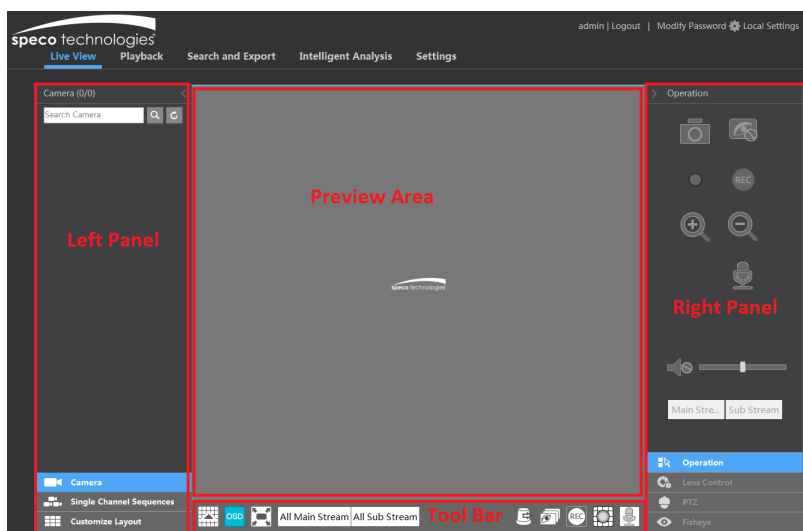 speco technologies
admin | Logout | Modify Password Local Settings
Live View Playback Search and Export Intelligent Analysis Settings
Camera (0/0) <
> Operation
Search Camera
REC
Preview Area
Left Panel
speco technologies
Right Panel
Main Stre... Sub Stream
Camera
Single Channel Sequences
Customize Layout
OSD All Main Stream All Sub Stream Tool Bar REC
Operation
Lens Control
PTZ
Fisheye